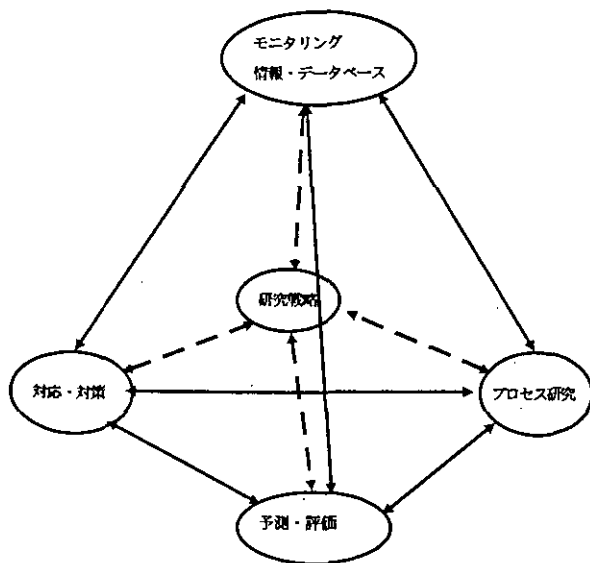 モニタリング
情報・データベース
研究戦略
対応・対策
プロセス研究
予測・評価